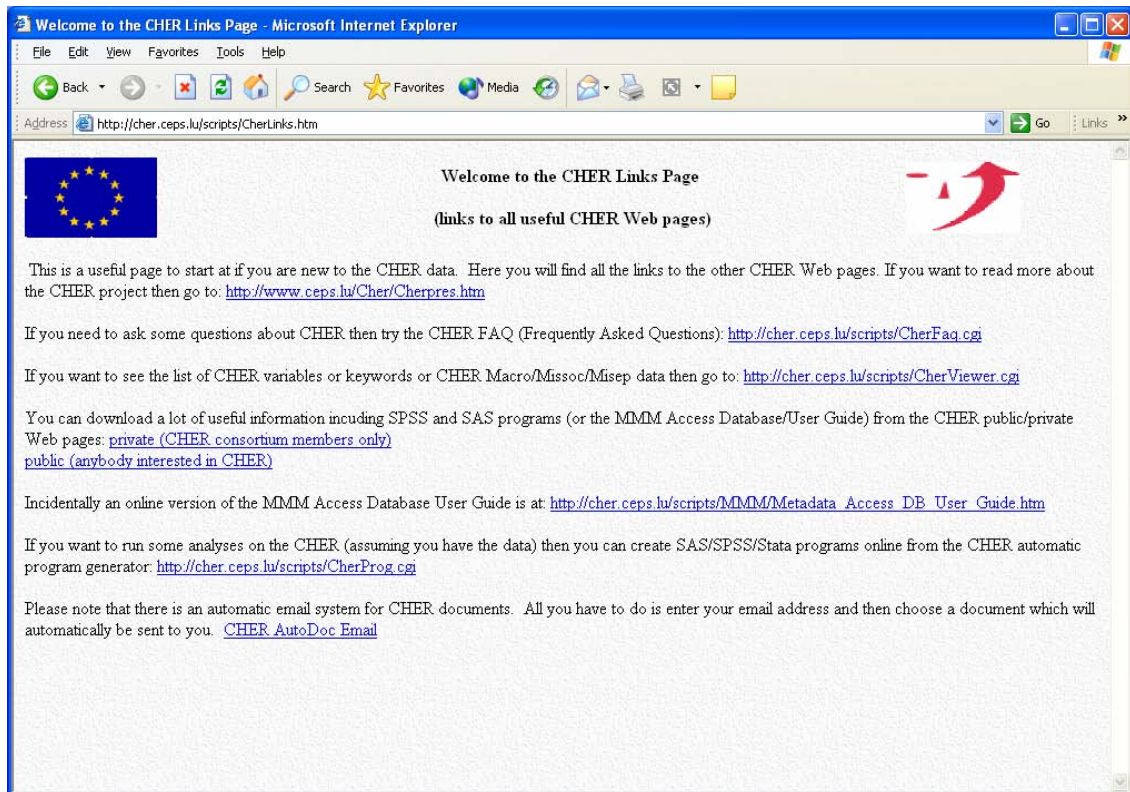 Welcome to the CHER Links Page - Microsoft Internet Explorer
File Edit View Favorites Tools Help
Back Search Favorites Media
Address http://cher.ceps.lu/scripts/CherLinks.htm Go Links »
Welcome to the CHER Links Page
(links to all useful CHER Web pages)
This is a useful page to start at if you are new to the CHER data. Here you will find all the links to the other CHER Web pages. If you want to read more about
the CHER project then go to: http://www.ceps.lu/Cher/Cherpres.htm
If you need to ask some questions about CHER then try the CHER FAQ (Frequently Asked Questions): http://cher.ceps.lu/scripts/CherFaq.cgi
If you want to see the list of CHER variables or keywords or CHER Macro/Missoc/Misep data then go to: http://cher.ceps.lu/scripts/CherViewer.cgi
You can download a lot of useful information incuding SPSS and SAS programs (or the MMM Access Database/User Guide) from the CHER public/private
Web pages: private (CHER consortium members only)
public (anybody interested in CHER)
Incidentally an online version of the MMM Access Database User Guide is at: http://cher.ceps.lu/scripts/MMM/Metadata_Access_DB_User_Guide.htm
If you want to run some analyses on the CHER (assuming you have the data) then you can create SAS/SPSS/Stata programs online from the CHER automatic
program generator: http://cher.ceps.lu/scripts/CherProg.cgi
Please note that there is an automatic email system for CHER documents. All you have to do is enter your email address and then choose a document which will
automatically be sent to you. CHER AutoDoc Email